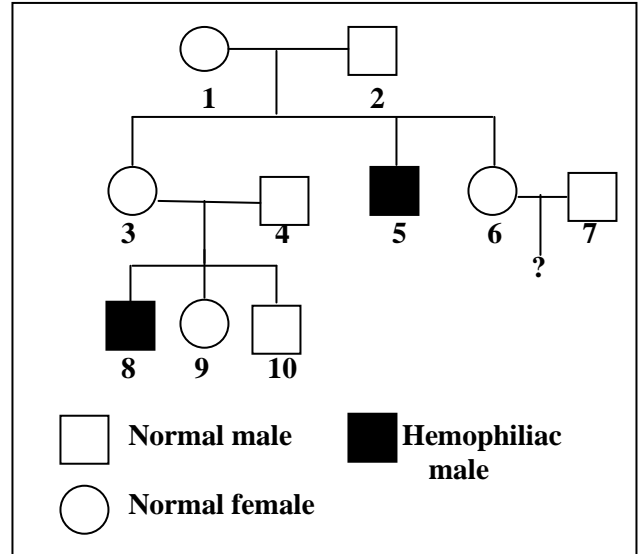 1 2
3 4 5 6 7
?
8 9 10
Normal male
Hemophiliac
male
Normal female